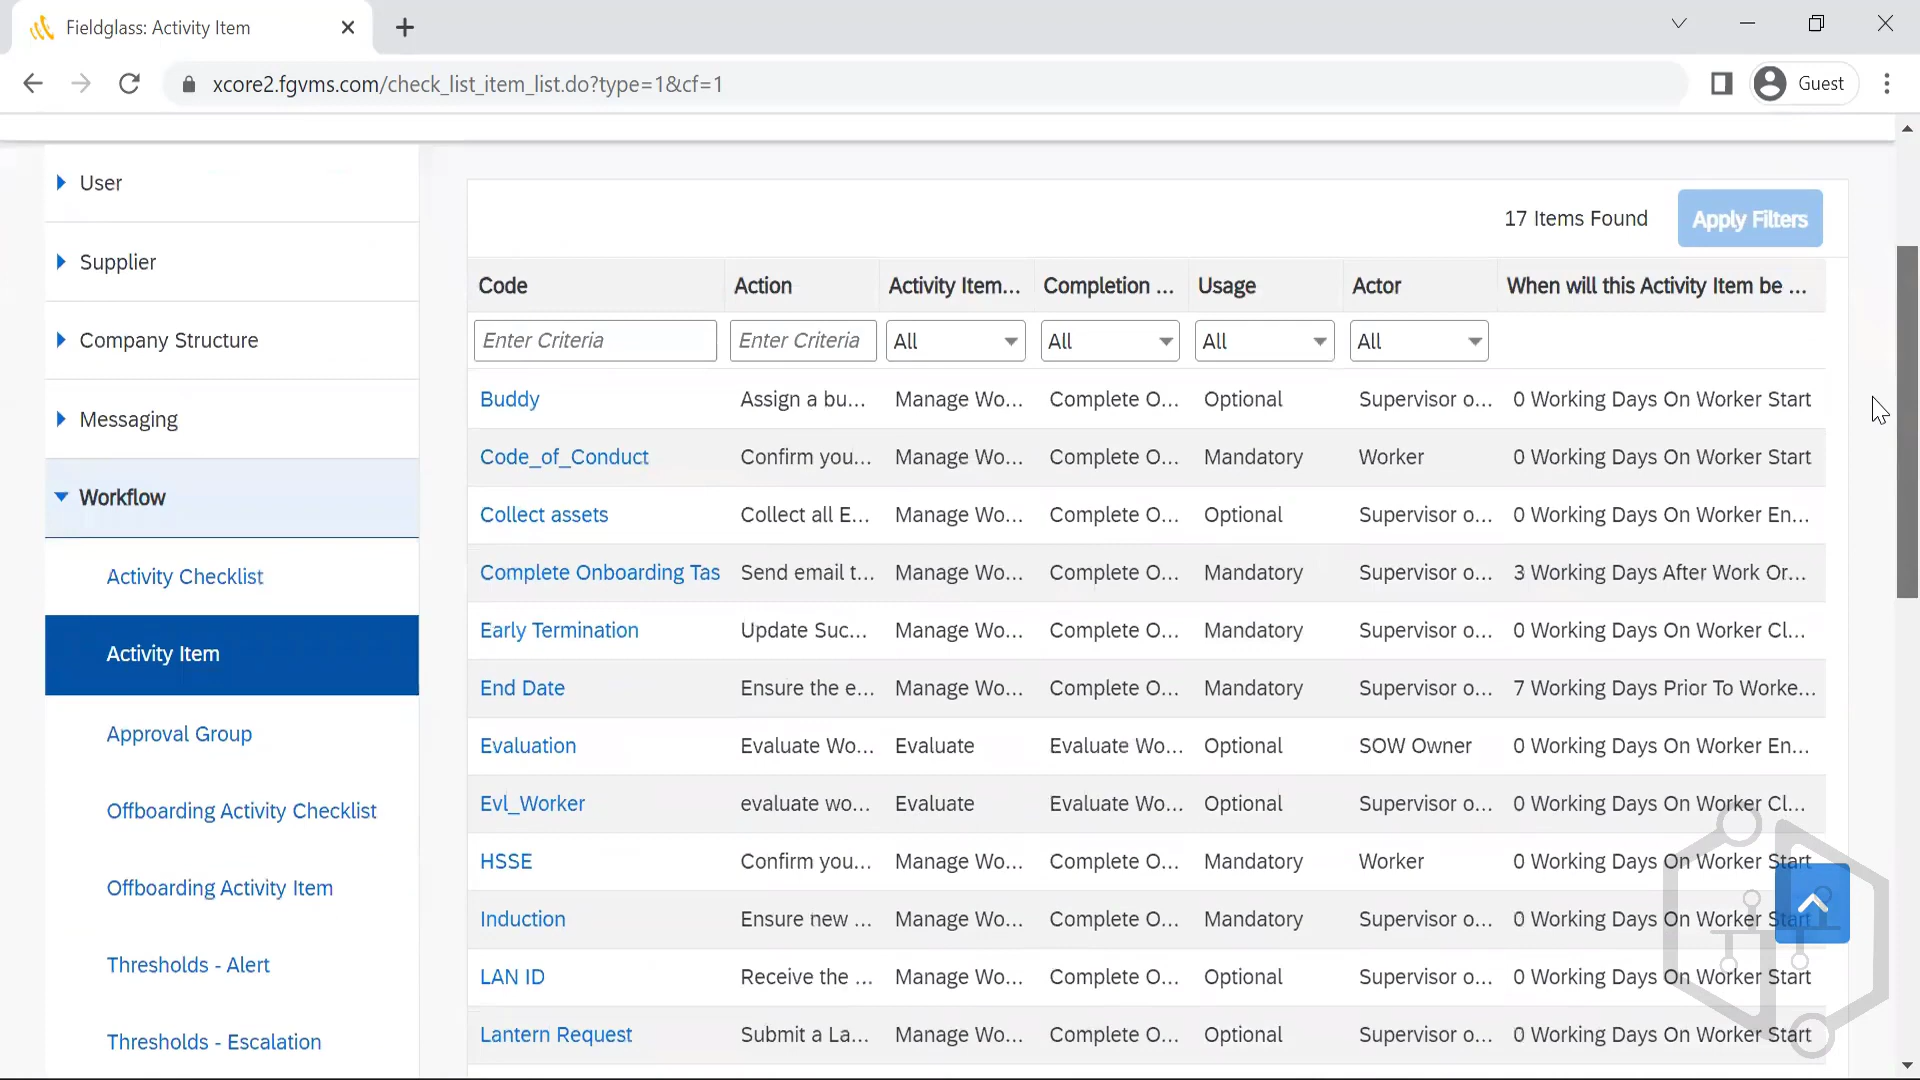 Fieldglass: Activity Item
xcore2.fgvms.com/check_list_item_list.do?type=1&cf=1
Guest
User
Supplier
Company Structure
Messaging
Workflow
Activity Checklist
Activity Item
Approval Group
Offboarding Activity Checklist
Offboarding Activity Item
Thresholds - Alert
Thresholds - Escalation
17 Items Found
Apply Filters
Code Action Activity Item... Completion ... Usage Actor When will this Activity Item be ...
Enter Criteria Enter Criteria All All All All
Buddy Assign a bu... Manage Wo... Complete O... Optional Supervisor o... 0 Working Days On Worker Start
Code_of_Conduct Confirm you... Manage Wo... Complete O... Mandatory Worker 0 Working Days On Worker Start
Collect assets Collect all E... Manage Wo... Complete O... Optional Supervisor o... 0 Working Days On Worker En...
Complete Onboarding Tas Send email t... Manage Wo... Complete O... Mandatory Supervisor o... 3 Working Days After Work Or...
Early Termination Update Suc... Manage Wo... Complete O... Mandatory Supervisor o... 0 Working Days On Worker Cl...
End Date Ensure the e... Manage Wo... Complete O... Mandatory Supervisor o... 7 Working Days Prior To Worke...
Evaluation Evaluate Wo... Evaluate Evaluate Wo... Optional SOW Owner 0 Working Days On Worker En...
Evl_Worker evaluate wo... Evaluate Evaluate Wo... Optional Supervisor o... 0 Working Days On Worker Cl...
HSSE Confirm you... Manage Wo... Complete O... Mandatory Worker 0 Working Days On Worker Start
Induction Ensure new ... Manage Wo... Complete O... Mandatory Supervisor o... 0 Working Days On Worker Start
LAN ID Receive the ... Manage Wo... Complete O... Optional Supervisor o... 0 Working Days On Worker Start
Lantern Request Submit a La... Manage Wo... Complete O... Optional Supervisor o... 0 Working Days On Worker Start